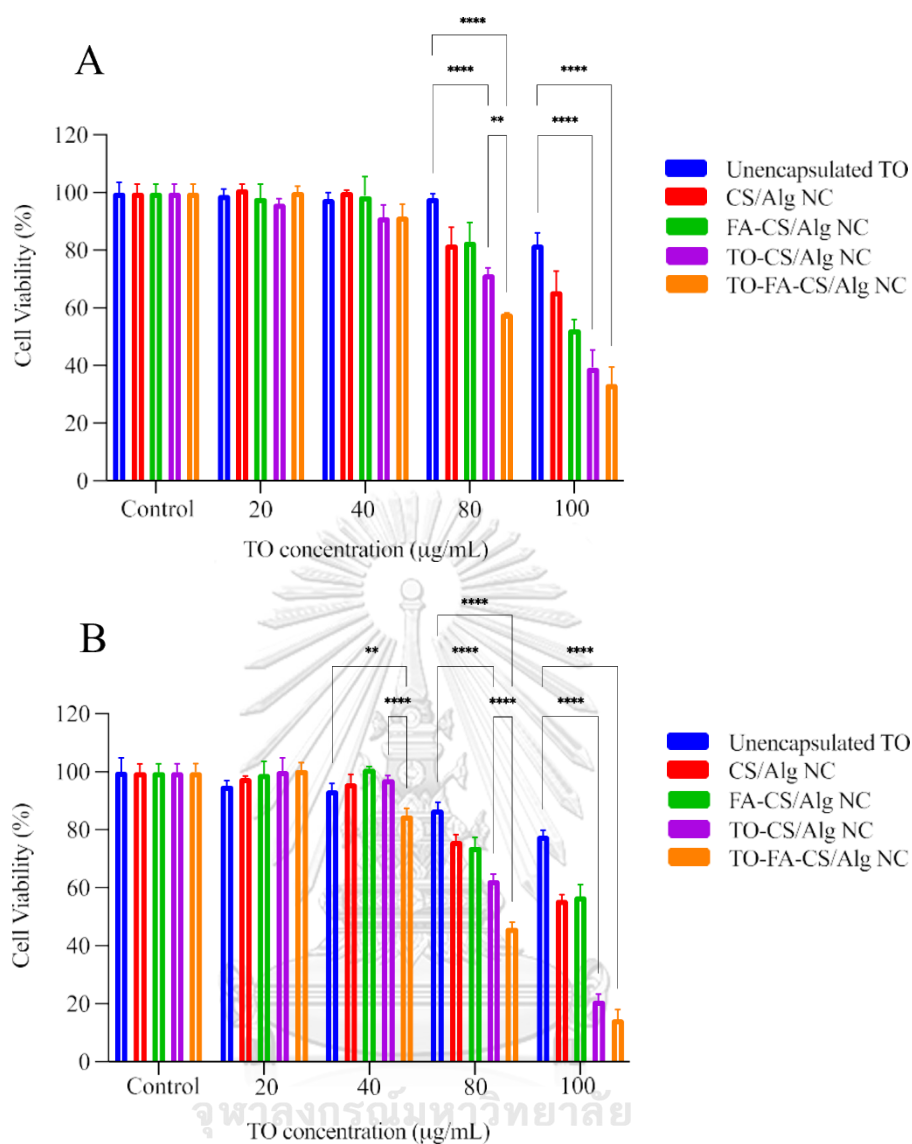 A
****
****
****
**
****
120
100
80
60
40
20
0
Cell Viability (%)
Control 20 40 80 100
TO concentration (μg/mL)
Unencapsulated TO
CS/Alg NC
FA-CS/Alg NC
TO-CS/Alg NC
TO-FA-CS/Alg NC
B
****
**
****
****
****
****
****
120
100
80
60
40
20
0
Cell Viability (%)
Control 20 40 80 100
TO concentration (μg/mL)
Unencapsulated TO
CS/Alg NC
FA-CS/Alg NC
TO-CS/Alg NC
TO-FA-CS/Alg NC
จุฬาลงกรณ์มหาวิทยาลัย